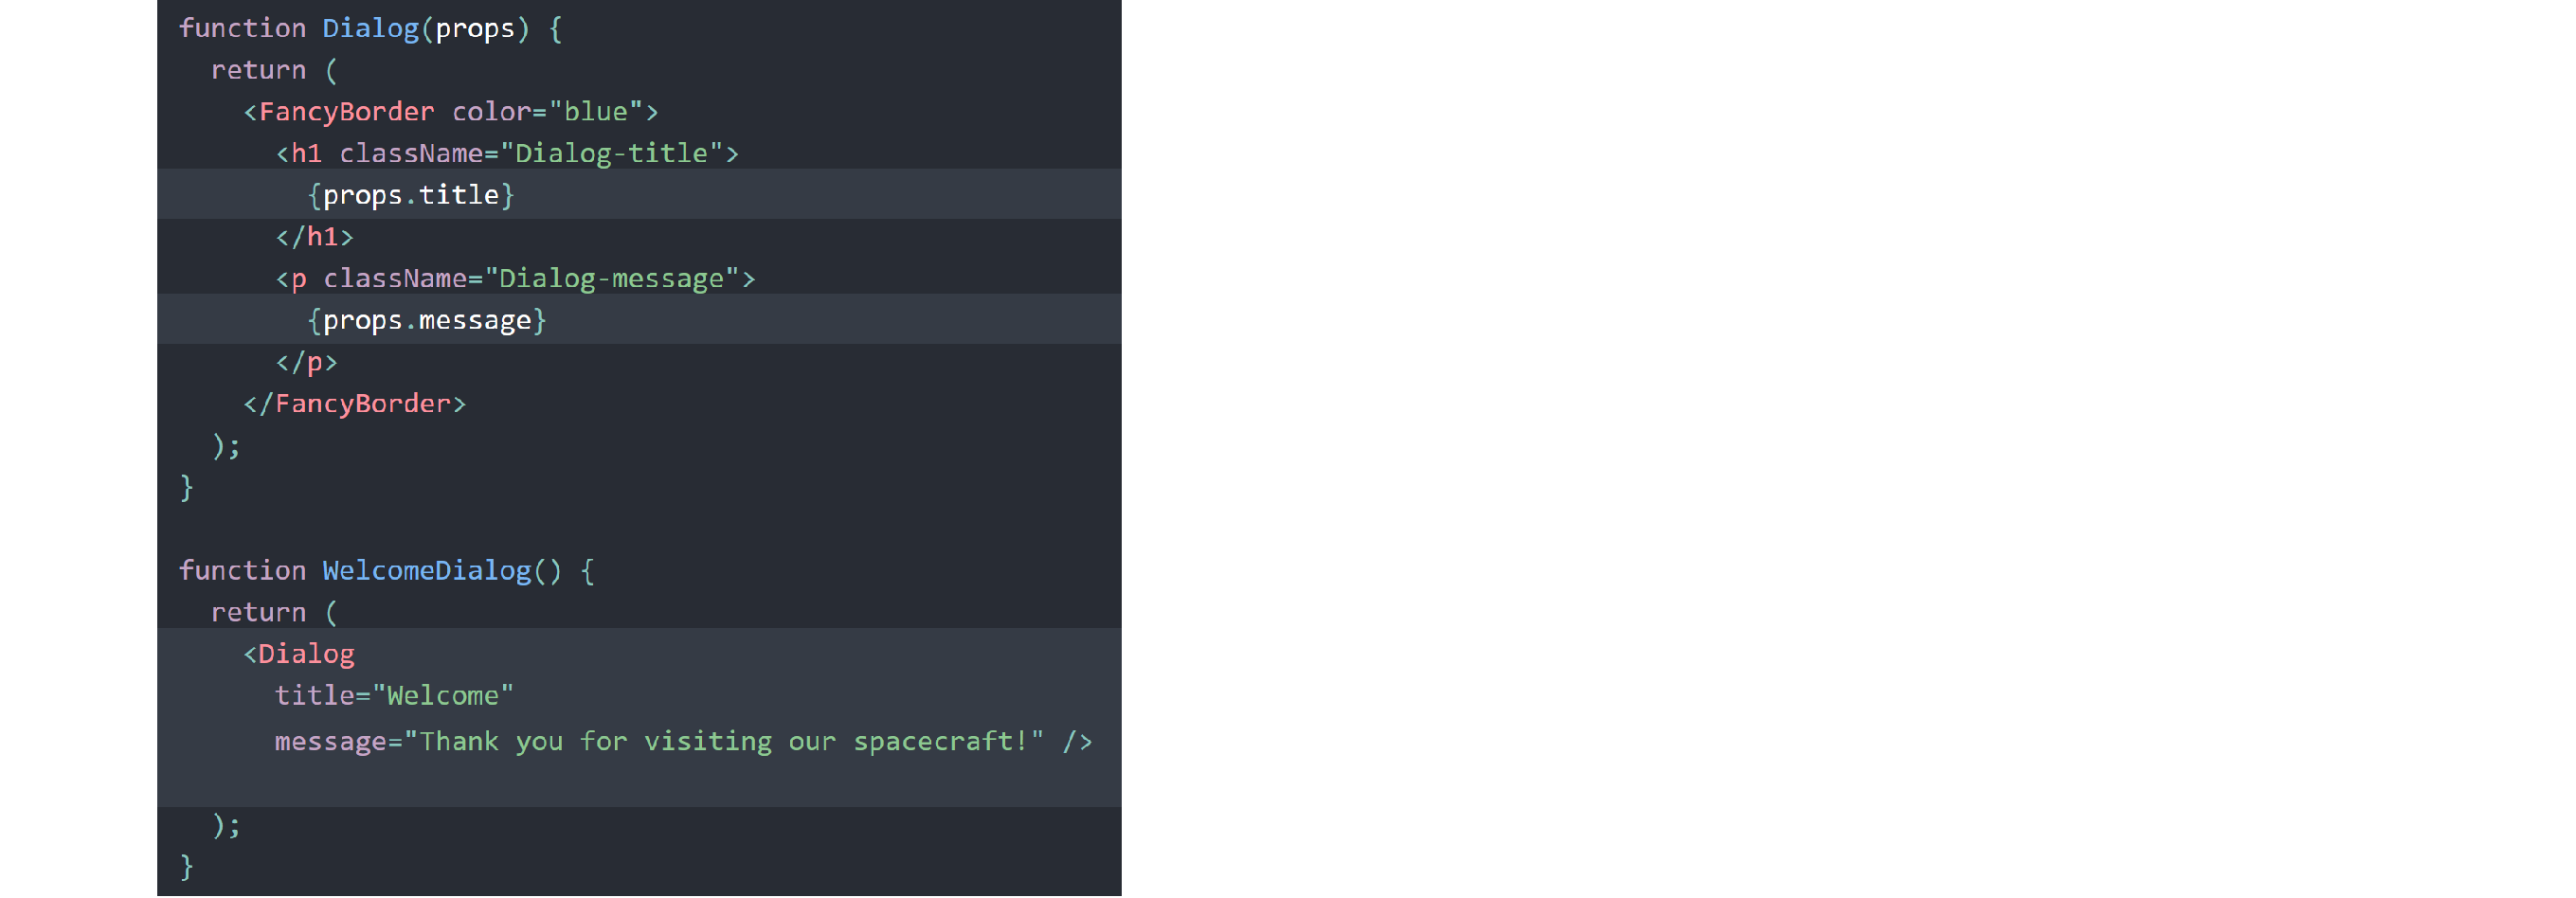 function Dialog(props) {
  return (
    <FancyBorder color="blue">
      <h1 className="Dialog-title">
        {props.title}
      </h1>
      <p className="Dialog-message">
        {props.message}
      </p>
    </FancyBorder>
  );
}

function WelcomeDialog() {
  return (
    <Dialog
      title="Welcome"
      message="Thank you for visiting our spacecraft!" />
  );
}